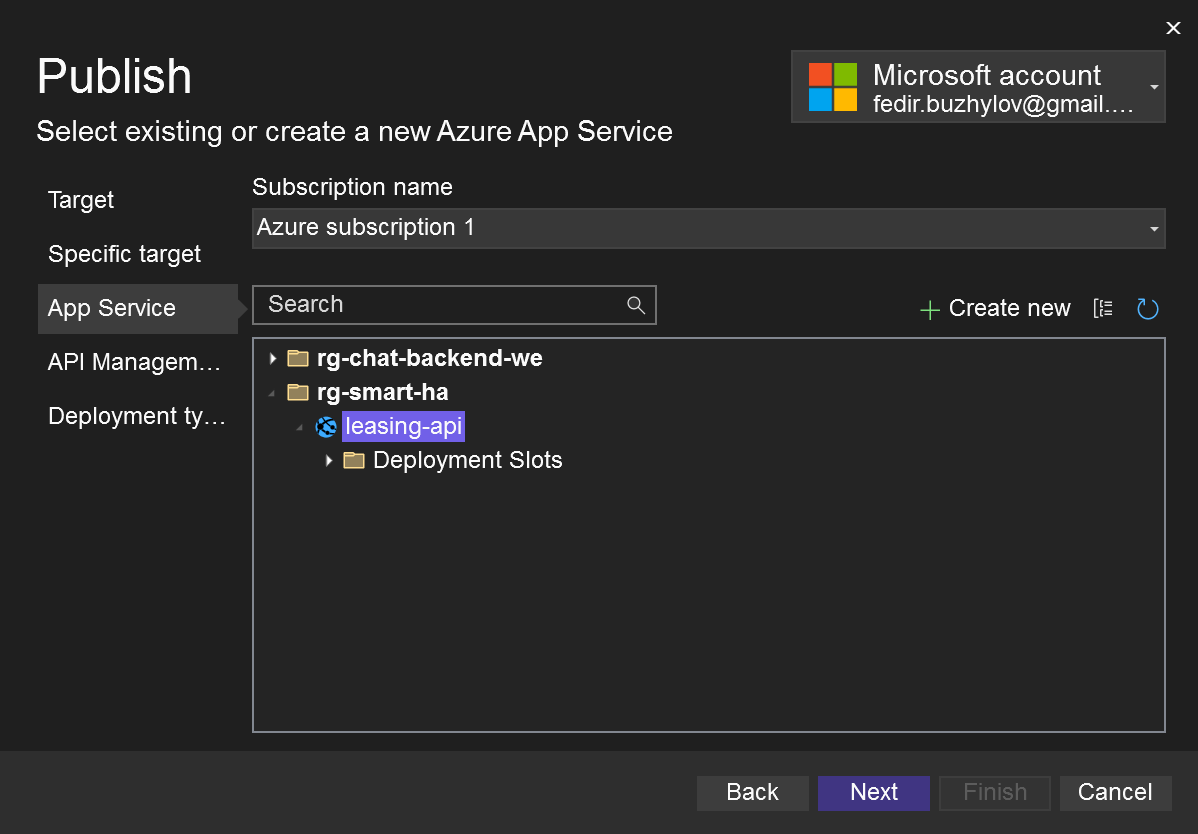 Publish
Select existing or create a new Azure App Service
Microsoft account
fedir.buzhylov@gmail....
Target
Specific target
App Service
API Managem...
Deployment ty...
Subscription name
Azure subscription 1
Search
Create new
rg-chat-backend-we
rg-smart-ha
leasing-api
Deployment Slots
Back
Next
Finish
Cancel